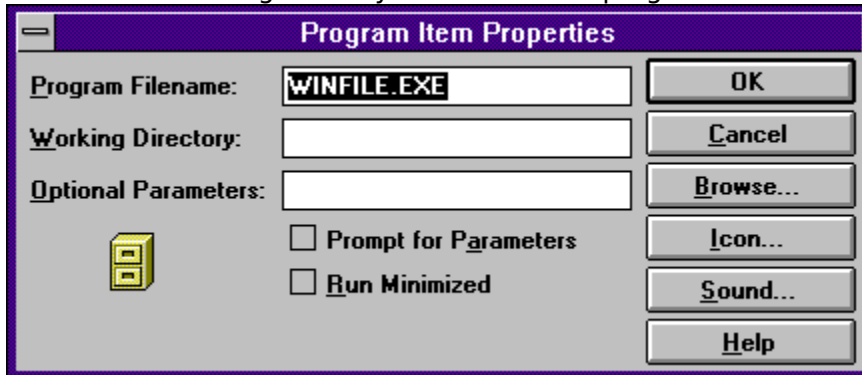 Program Item Properties
Program Filename: WINFILE.EXE OK
Working Directory: Cancel
Optional Parameters: Browse...
Prompt for Parameters Icon...
Run Minimized Sound...
Help